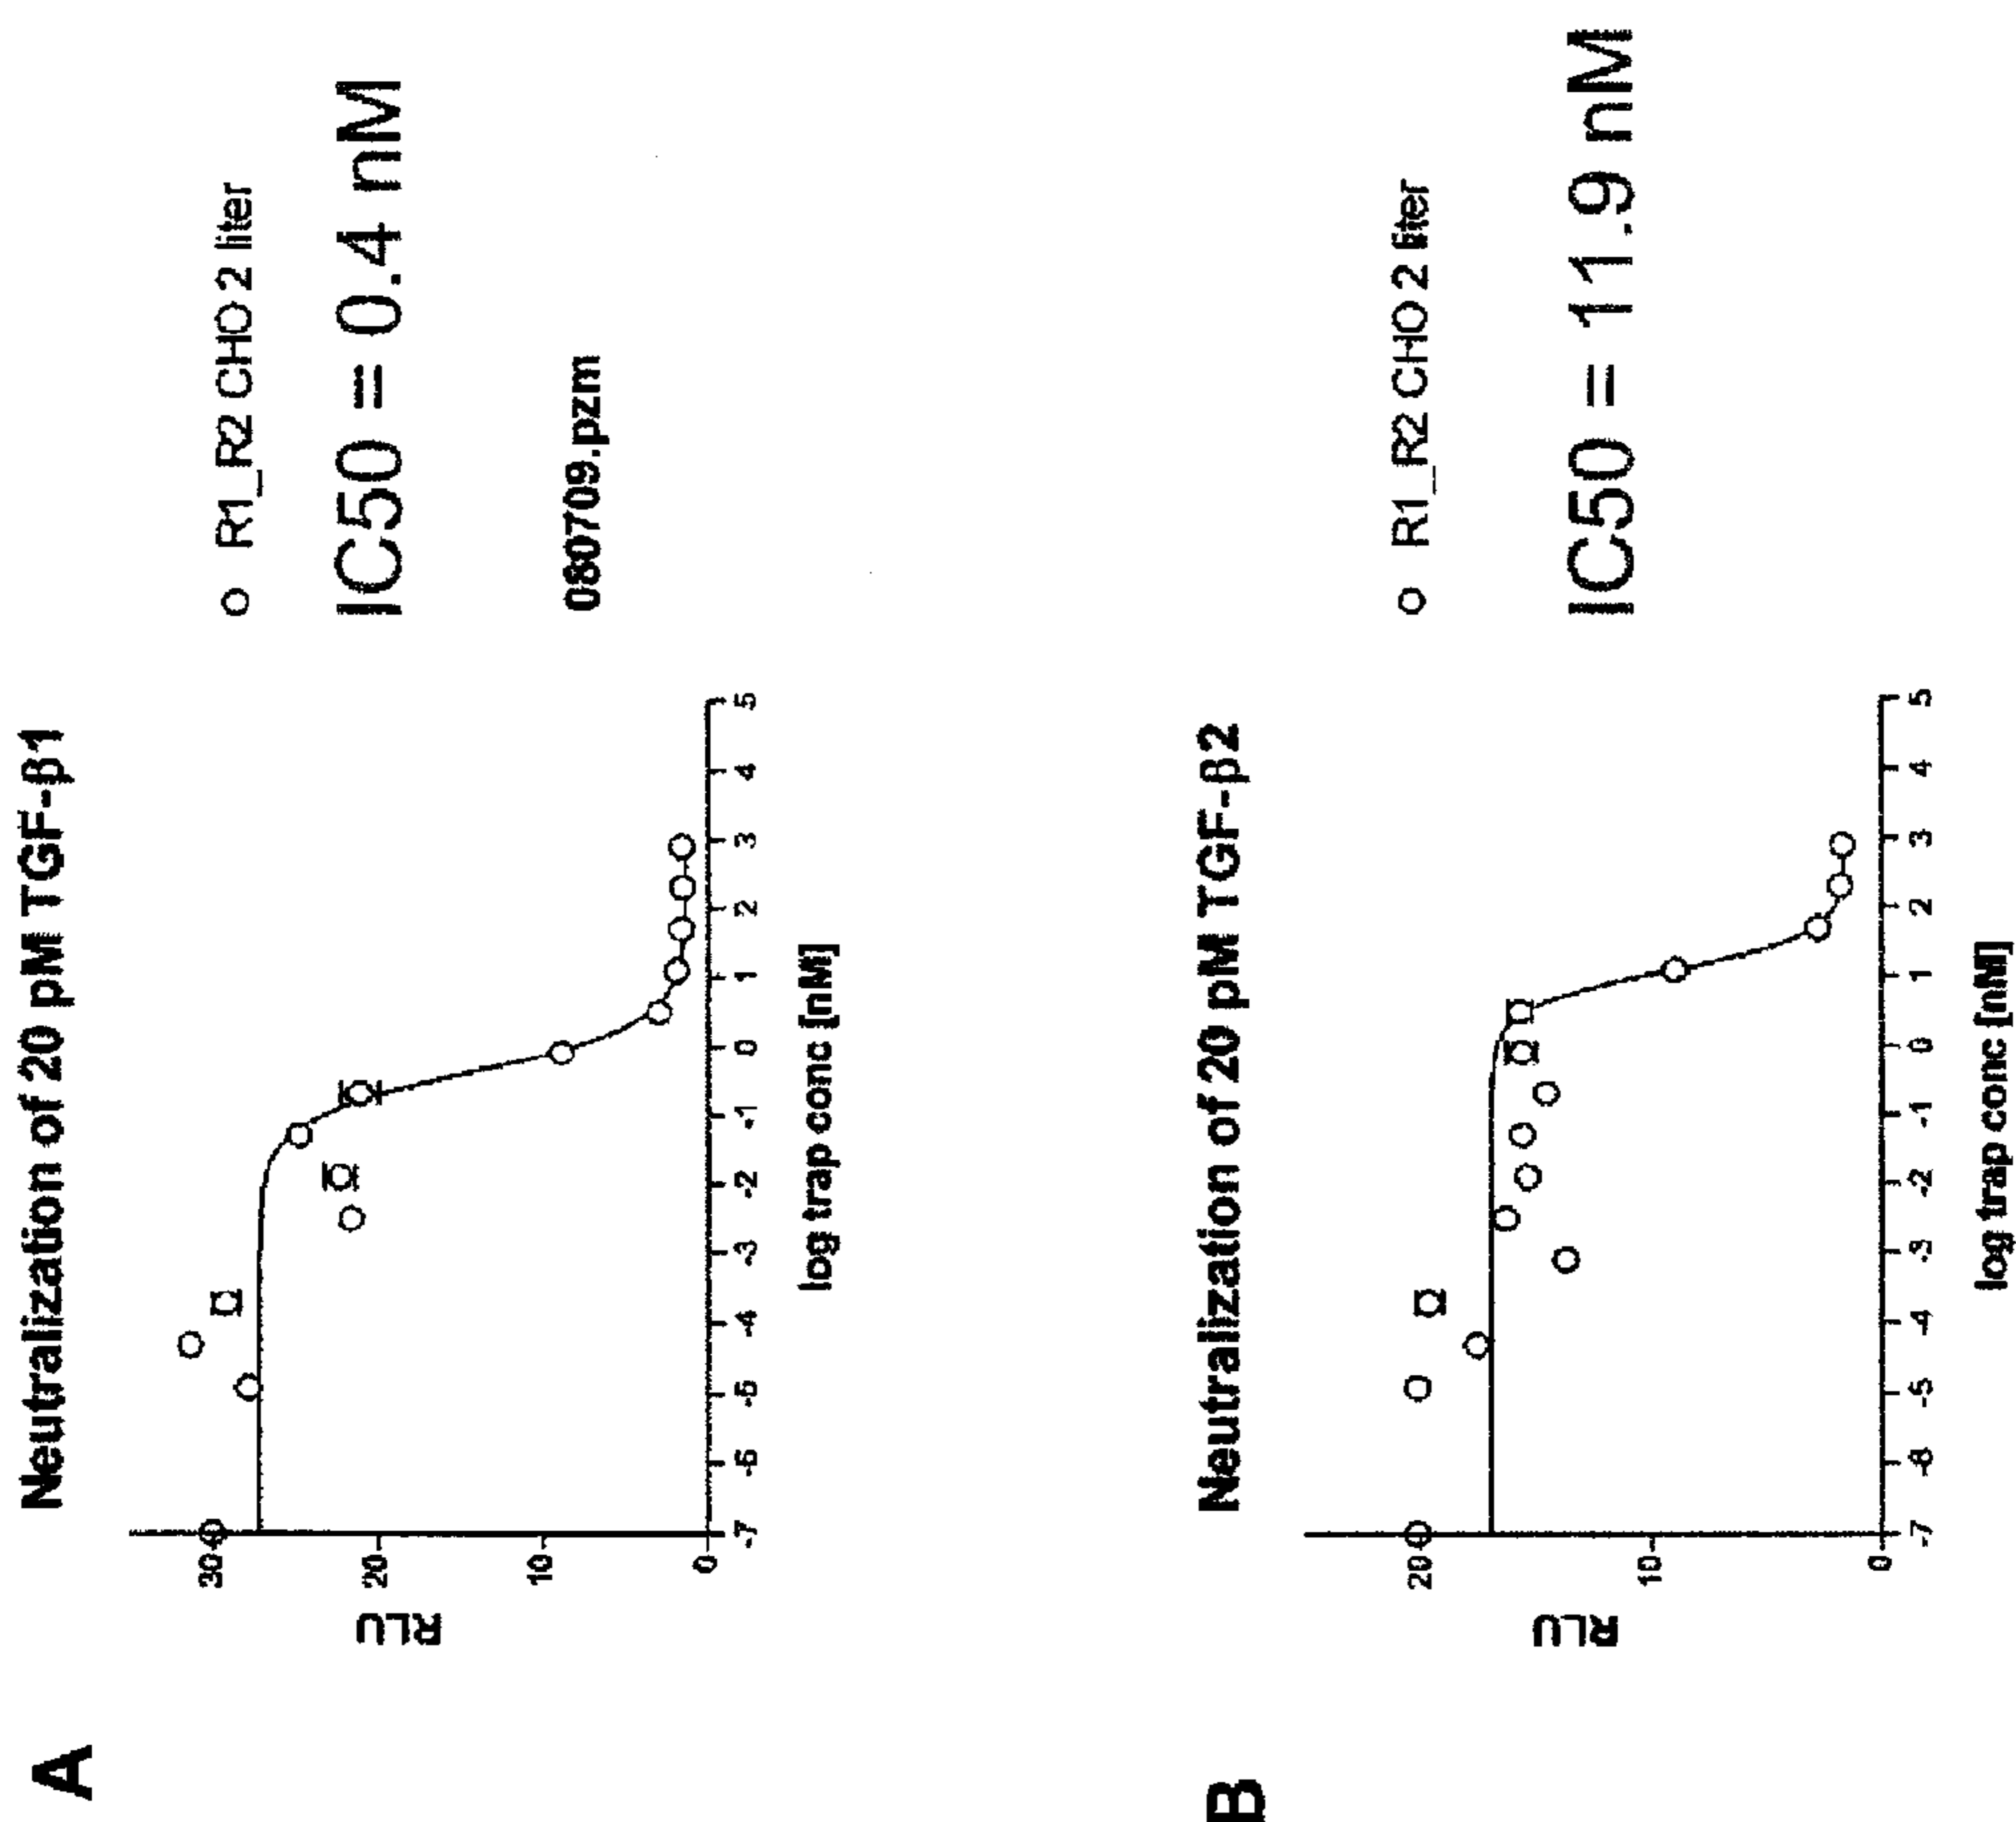 A
Neutralization of 20 pM TGF-β1
RLU
30
20
10
0
-7 -6 -5 -4 -3 -2 -1 0 1 2 3 4 5
log trap conc [nM]
R1_R2 CHO 2 liter
IC50 = 0.4 nM
080709.pzm
B
Neutralization of 20 pM TGF-β2
RLU
20
10
0
-7 -6 -5 -4 -3 -2 -1 0 1 2 3 4 5
log trap conc [nM]
R1_R2 CHO 2 liter
IC50 = 11.9 nM